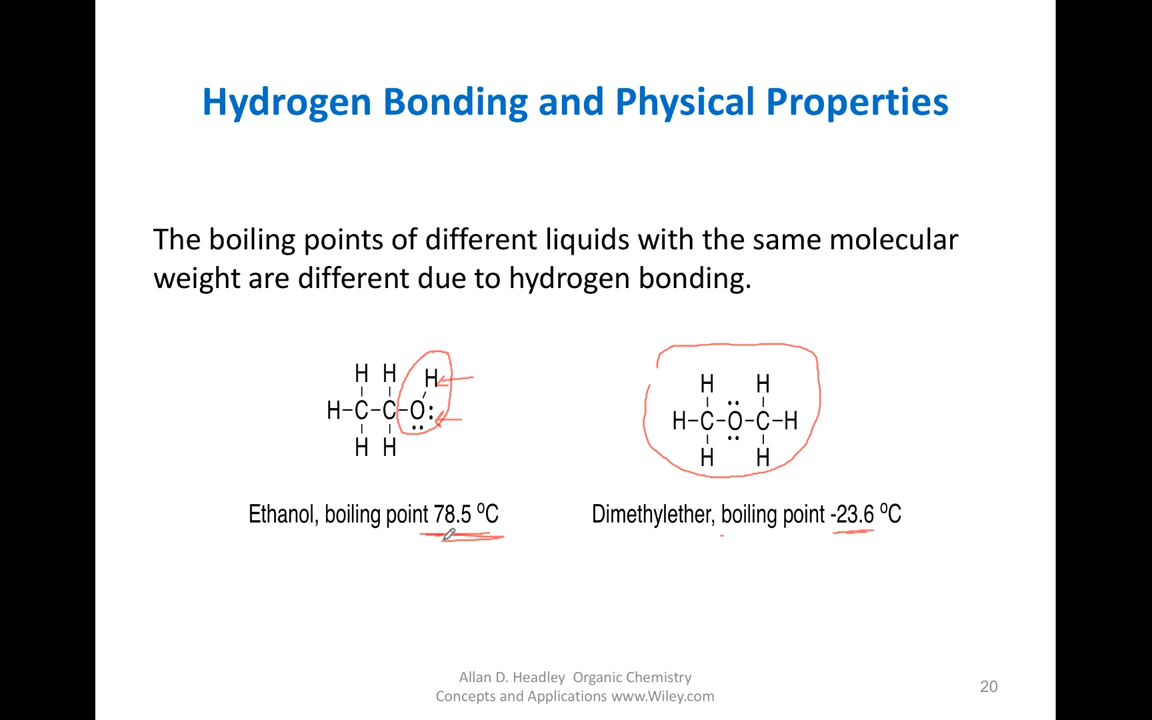 Hydrogen Bonding and Physical Properties
The boiling points of different liquids with the same molecular
weight are different due to hydrogen bonding.
H H H
H-C-C-O:
H H
H H
H-C-O-C-H
H H
Ethanol, boiling point 78.5 ⁰C
Dimethylether, boiling point -23.6 ⁰C
Allan D. Headley Organic Chemistry
Concepts and Applications www.Wiley.com
20